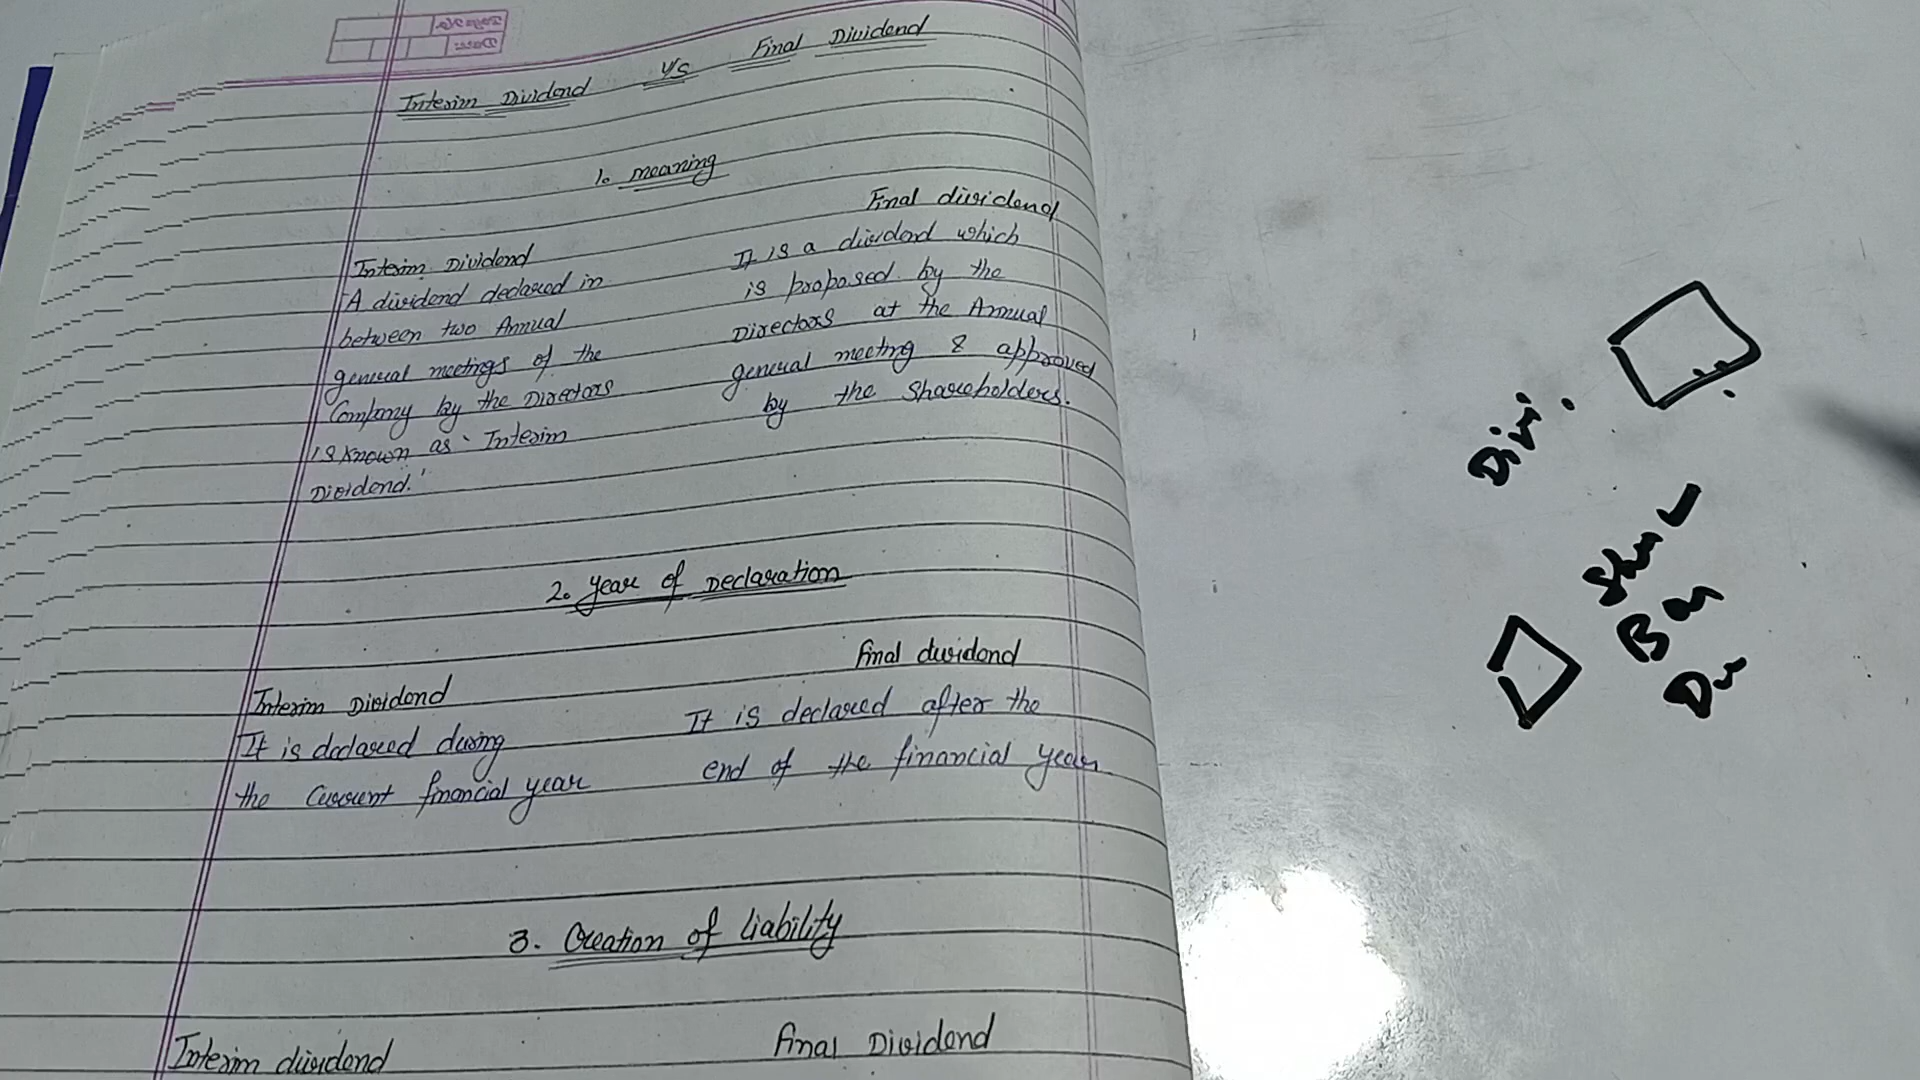 Interim Dividend V/S Final Dividend
1. meaning
Interim Dividend
A dividend declared in
between two Annual
general meetings of the
Company by the Directors
is known as 'Interim
Dividend.'
Final dividend
It is a dividend which
is proposed by the
Directors at the Annual
general meeting & approved
by the Shareholders.
2. year of Declaration
Interim Dividend
It is declared during
the Current financial year
final dividend
It is declared after the
end of the financial year
3. Creation of liability
Interim dividend
final Dividend
Divi.